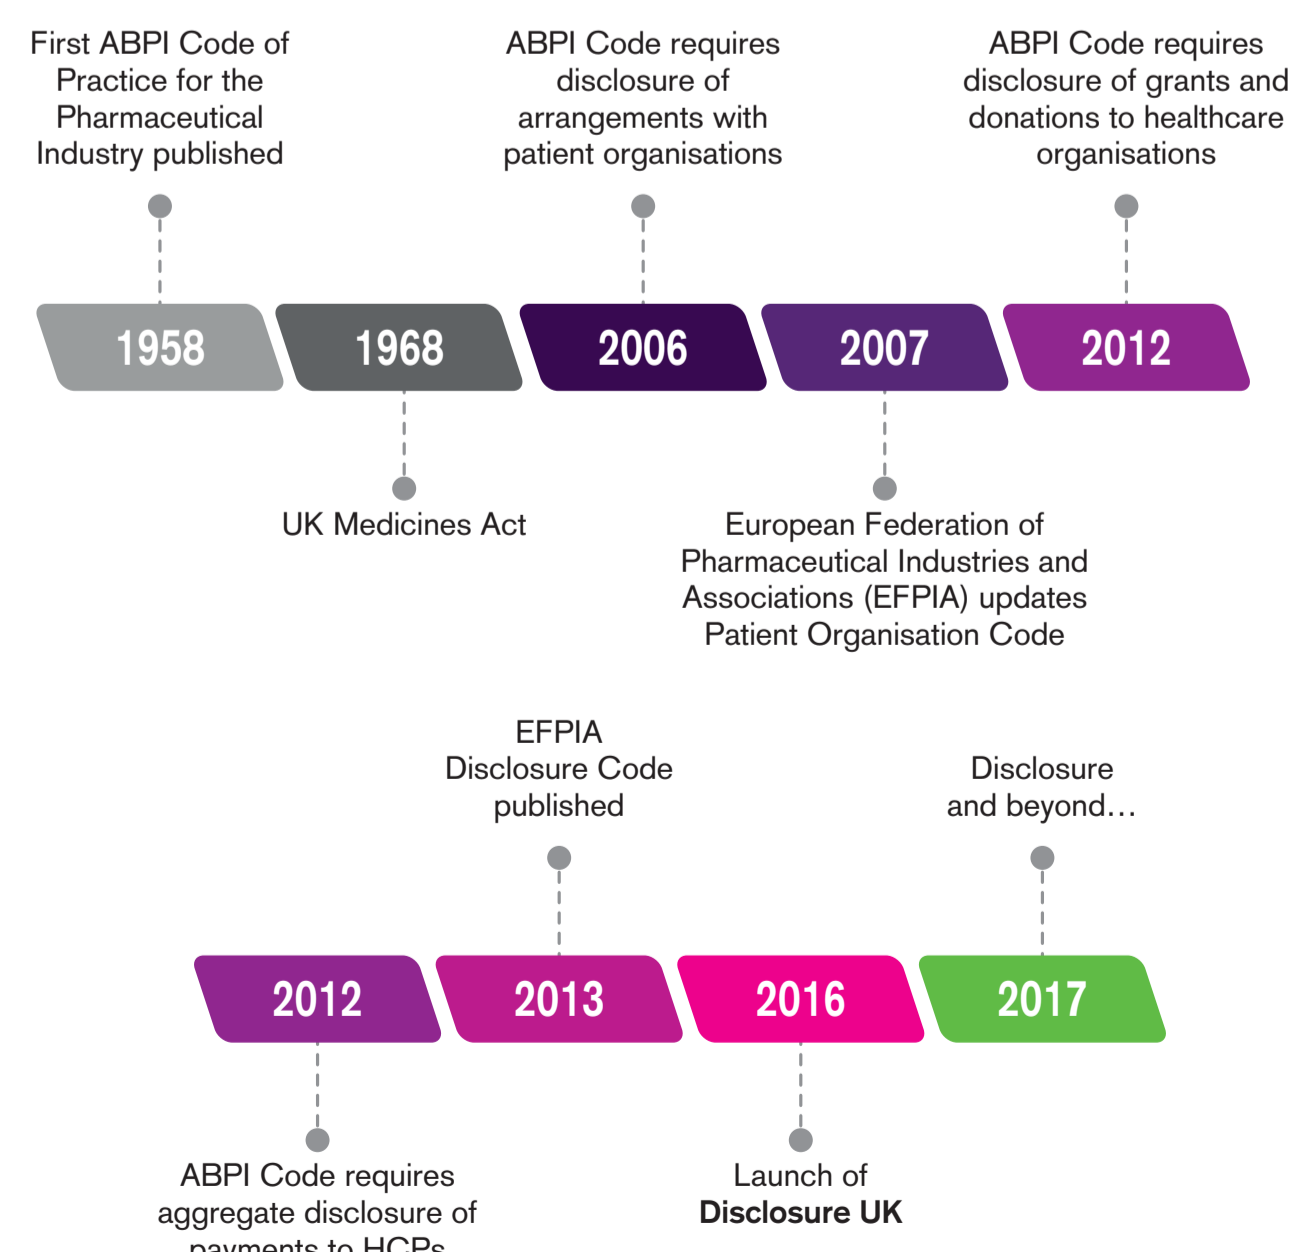 First ABPI Code of
Practice for the
Pharmaceutical
Industry published
ABPI Code requires
disclosure of
arrangements with
patient organisations
ABPI Code requires
disclosure of grants and
donations to healthcare
organisations
1958
1968
2006
2007
2012
UK Medicines Act
European Federation of
Pharmaceutical Industries and
Associations (EFPIA) updates
Patient Organisation Code
EFPIA
Disclosure Code
published
Disclosure
and beyond…
2012
2013
2016
2017
ABPI Code requires
aggregate disclosure of
payments to HCPs
Launch of
Disclosure UK